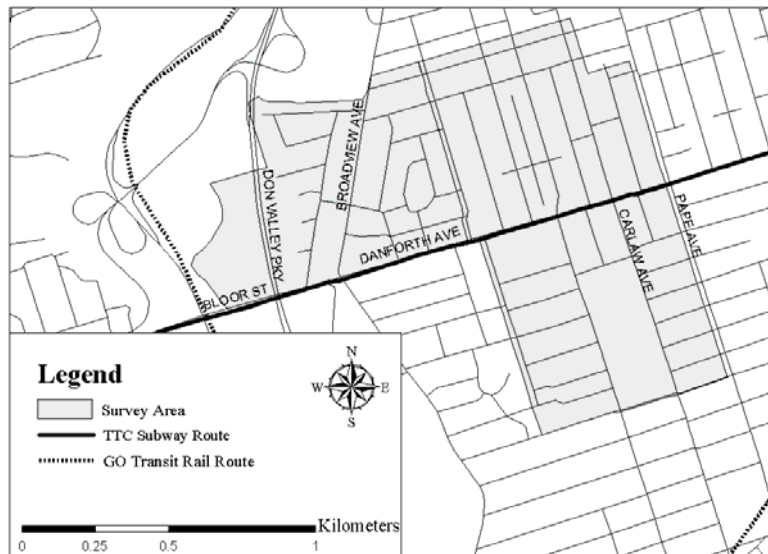 BROADVIEW AVE
DON VALLEY PKY
DANFORTH AVE
BLOOR ST
CARLAW AVE
PAPE AVE
Legend
Survey Area
TTC Subway Route
GO Transit Rail Route
N
W E
S
Kilometers
0 0.25 0.5 1